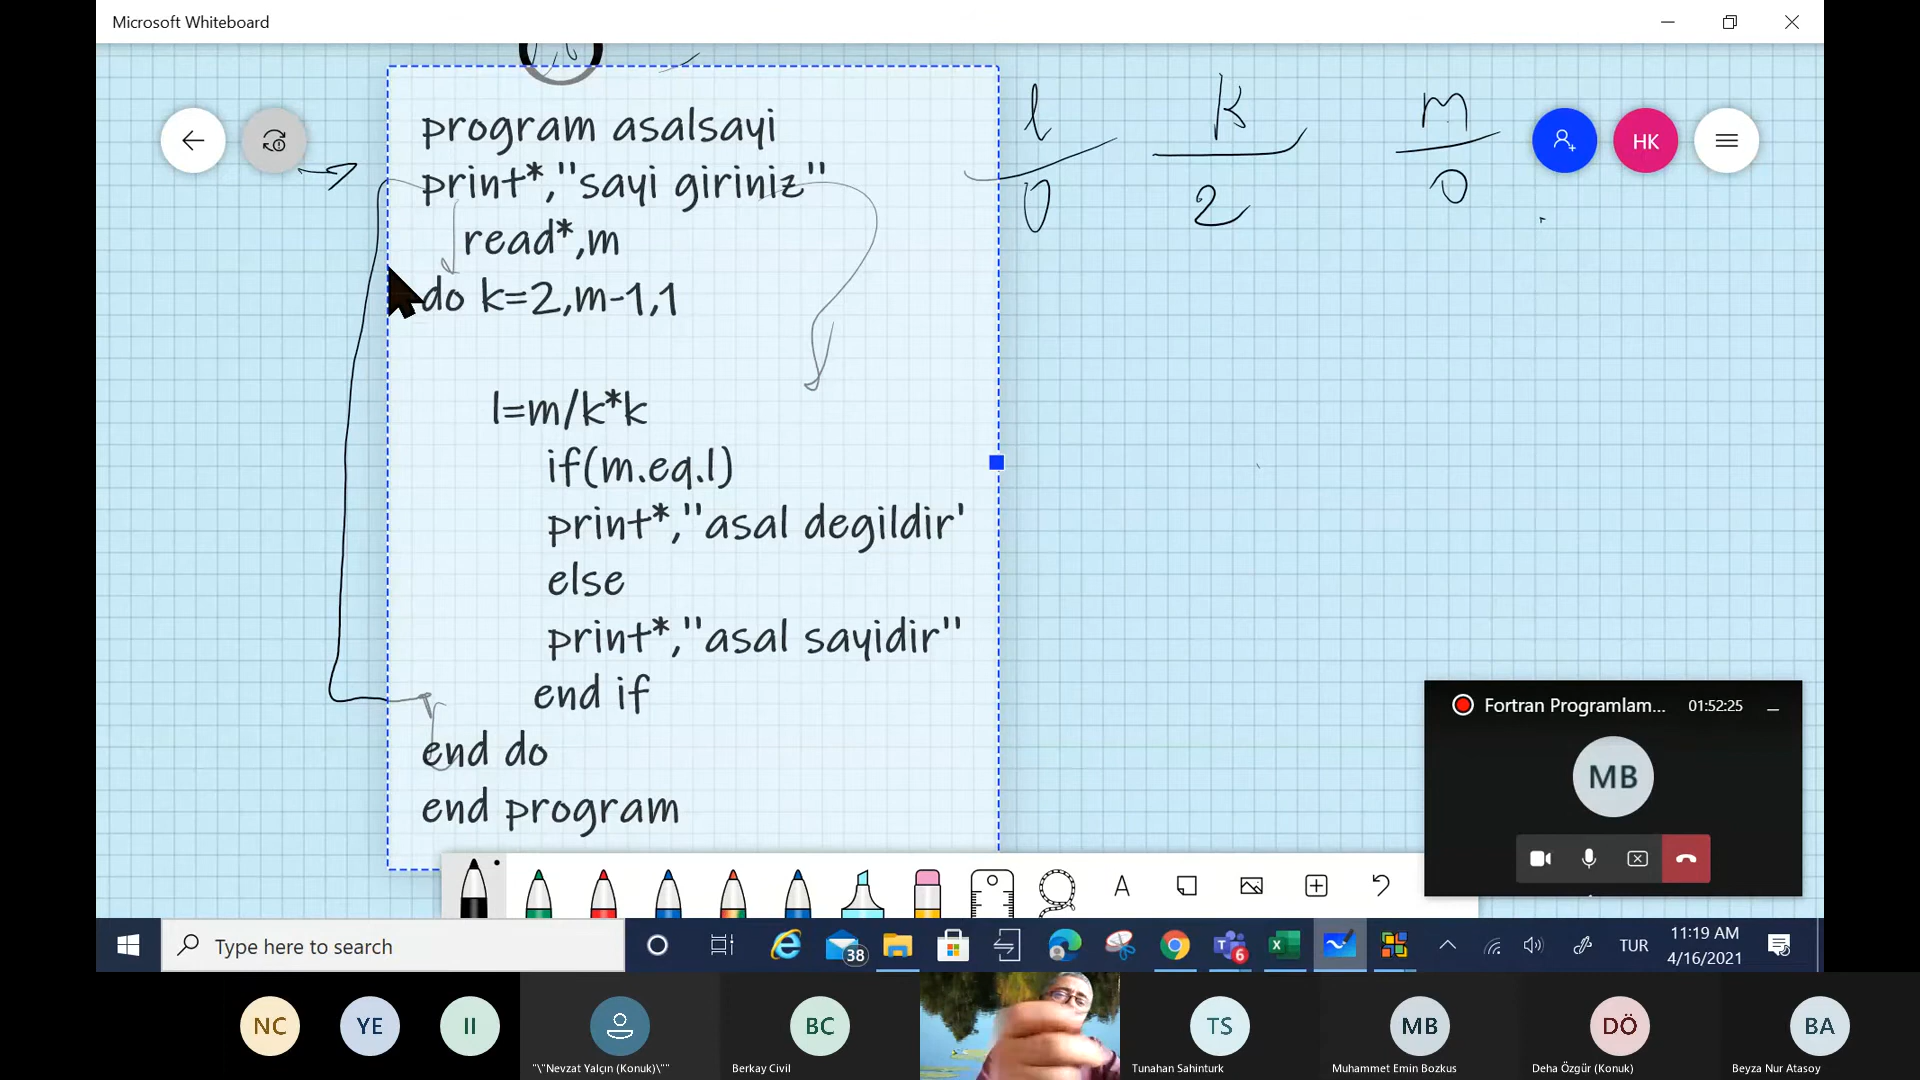 Microsoft Whiteboard
program asalsayi
print*,"sayi giriniz"
read*,m
do k=2,m-1,1
l=m/k*k
if(m.eq.l)
print*,"asal degildir'
else
print*,"asal sayidir"
end if
end do
end program
l k m
0 2 0
HK
Fortran Programlam... 01:52:25
MB
A
Type here to search
38
6
TUR
11:19 AM
4/16/2021
NC
YE
II
BC
TS
MB
DÖ
BA
"\"Nevzat Yalçın (Konuk)\""
Berkay Civil
Tunahan Sahinturk
Muhammet Emin Bozkus
Deha Özgür (Konuk)
Beyza Nur Atasoy